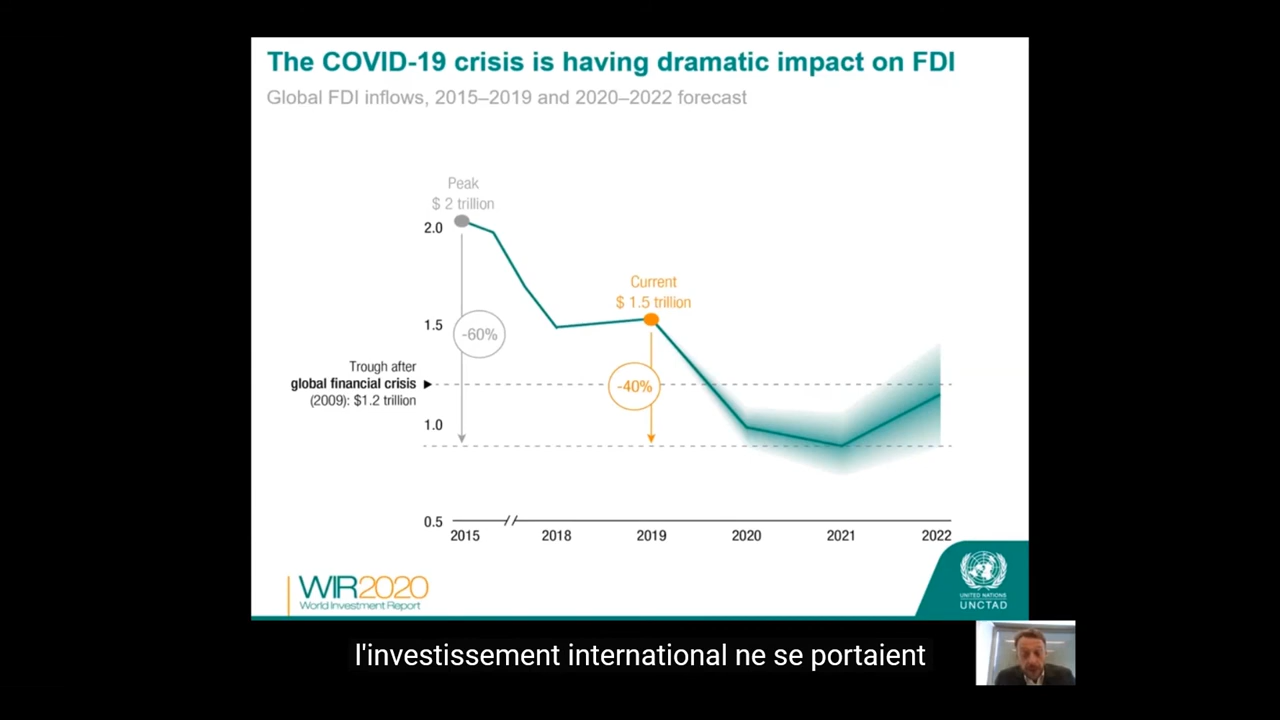 The COVID-19 crisis is having dramatic impact on FDI
Global FDI inflows, 2015–2019 and 2020–2022 forecast
Peak
$ 2 trillion
2.0
Current
$ 1.5 trillion
1.5
-60%
Trough after
global financial crisis
(2009): $1.2 trillion
-40%
1.0
0.5
2015
2018
2019
2020
2021
2022
WIR2020
World Investment Report
UNITED NATIONS
UNCTAD
l'investissement international ne se portaient